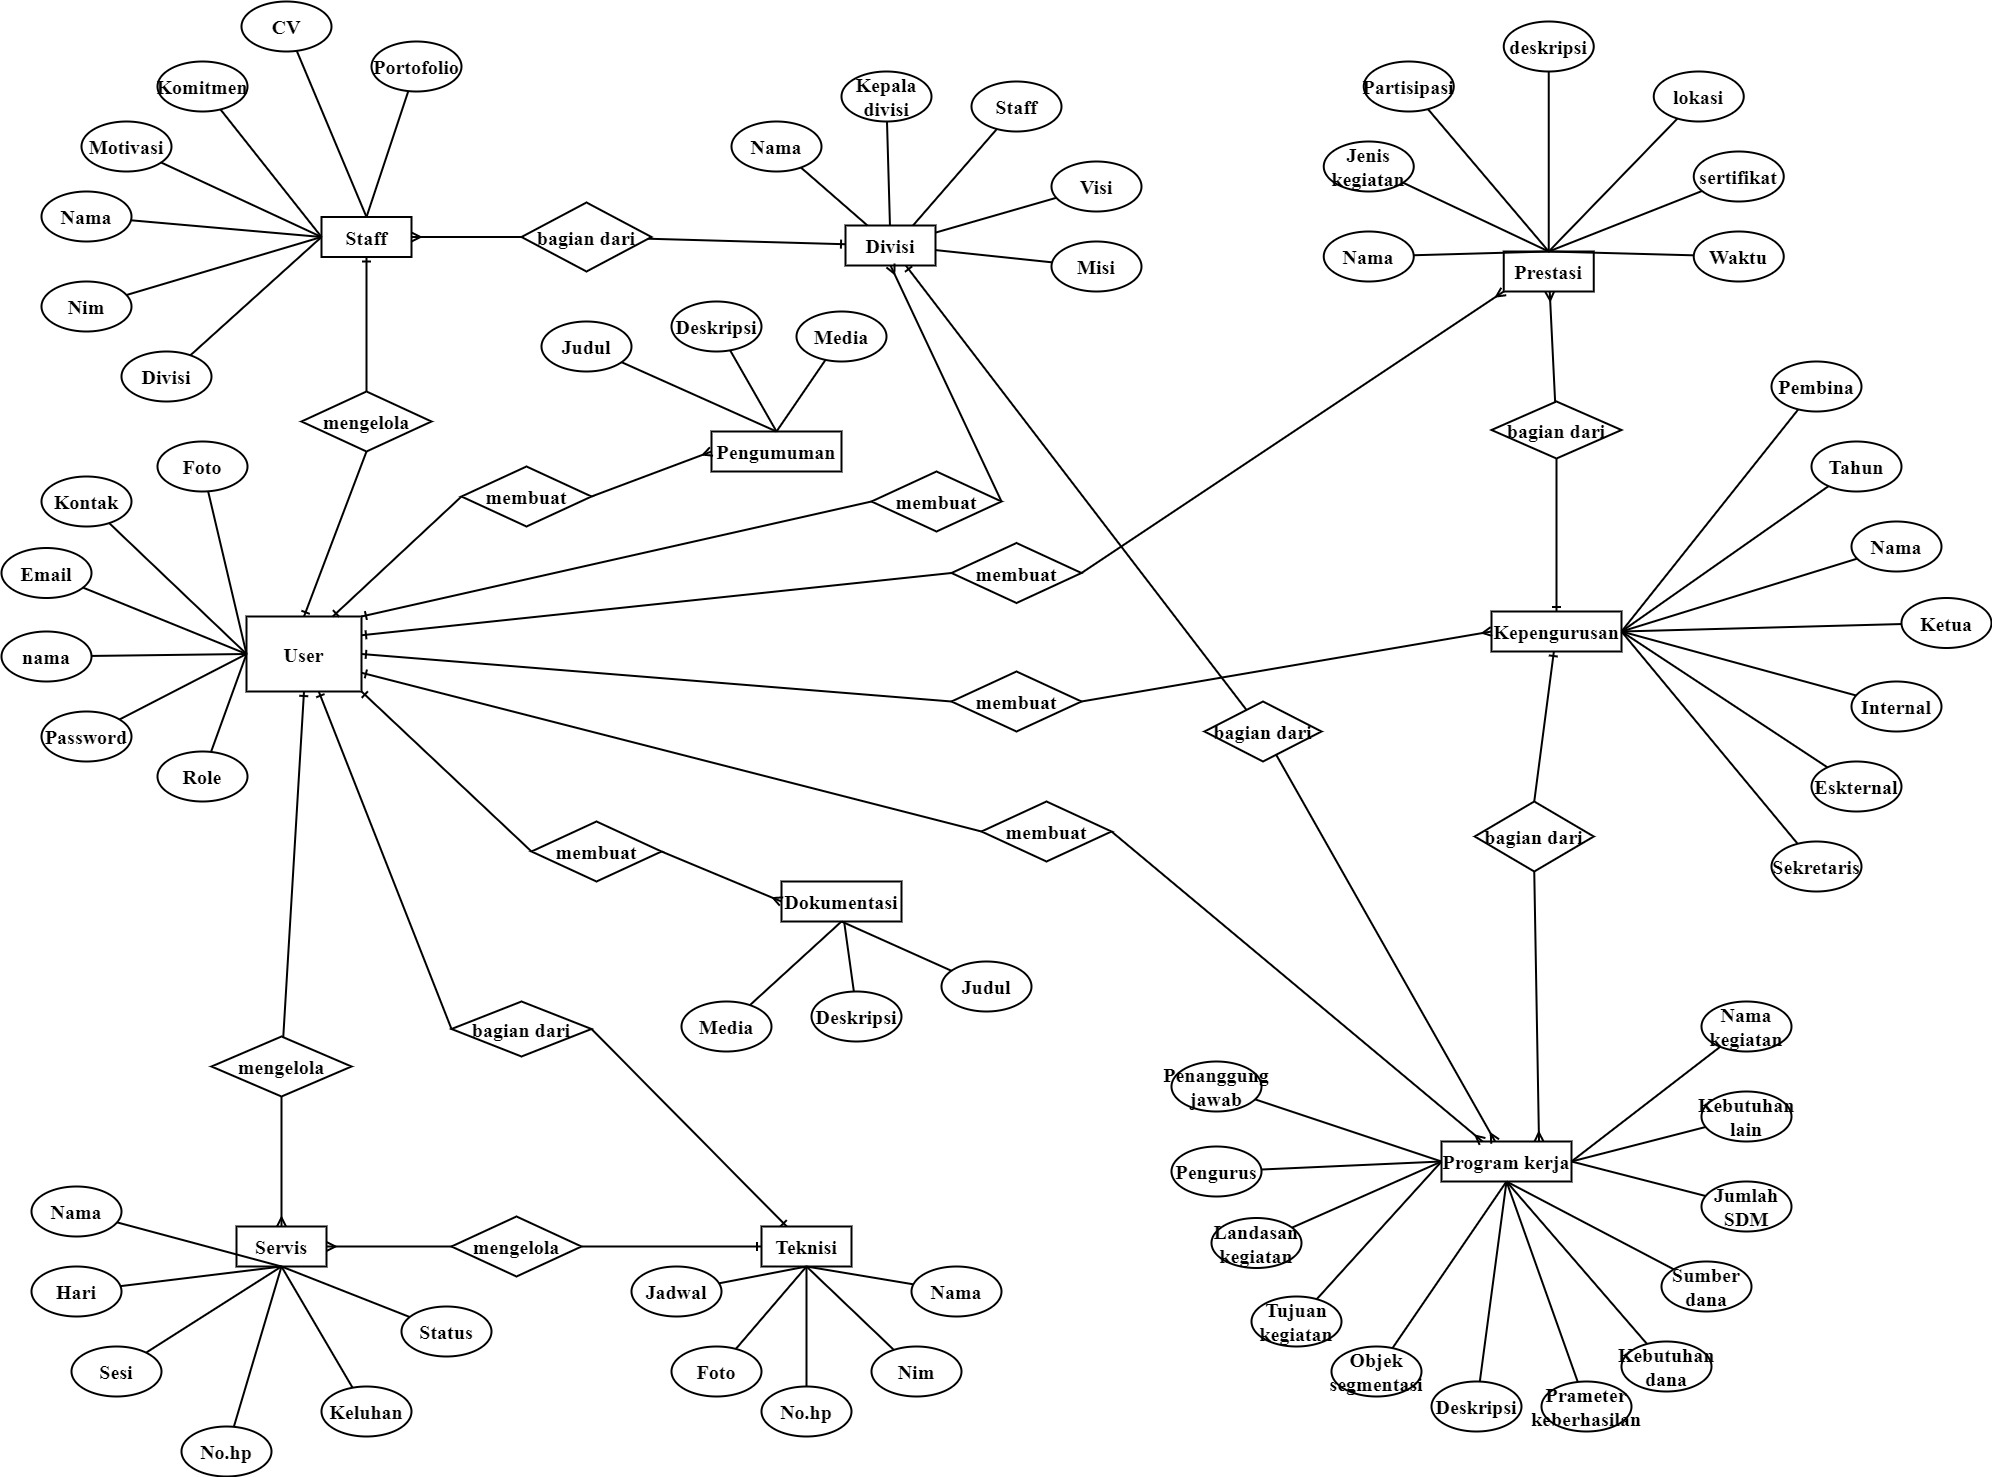 CV
Portofolio
Komitmen
Motivasi
Nama
Nim
Divisi
Staff
bagian dari
Nama
Kepala
divisi
Staff
Visi
Misi
Divisi
deskripsi
Partisipasi
lokasi
Jenis
kegiatan
sertifikat
Nama
Waktu
Prestasi
Judul
Deskripsi
Media
Pengumuman
mengelola
membuat
membuat
membuat
membuat
bagian dari
Pembina
Tahun
Nama
Ketua
Internal
Eskternal
Sekretaris
Kepengurusan
Foto
Kontak
Email
nama
Password
Role
User
bagian dari
bagian dari
membuat
membuat
Dokumentasi
Media
Deskripsi
Judul
bagian dari
mengelola
Nama
Hari
Sesi
No.hp
Keluhan
Status
Servis
mengelola
Teknisi
Jadwal
Foto
No.hp
Nim
Nama
Penanggung
jawab
Pengurus
Landasan
kegiatan
Tujuan
kegiatan
Objek
segmentasi
Deskripsi
Prameter
keberhasilan
Kebutuhan
dana
Sumber
dana
Jumlah
SDM
Kebutuhan
lain
Nama
kegiatan
Program kerja